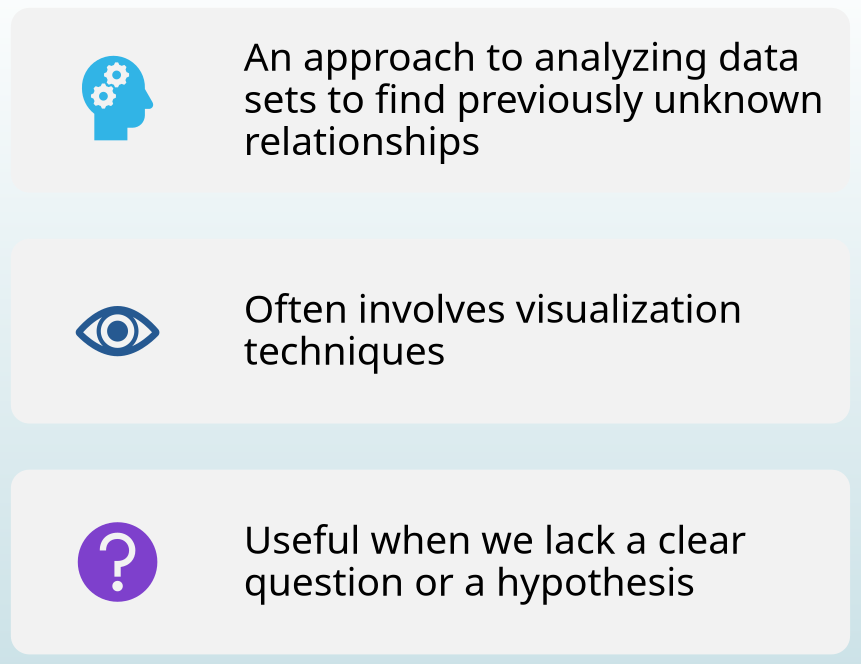 An approach to analyzing data
sets to find previously unknown
relationships
Often involves visualization
techniques
Useful when we lack a clear
question or a hypothesis